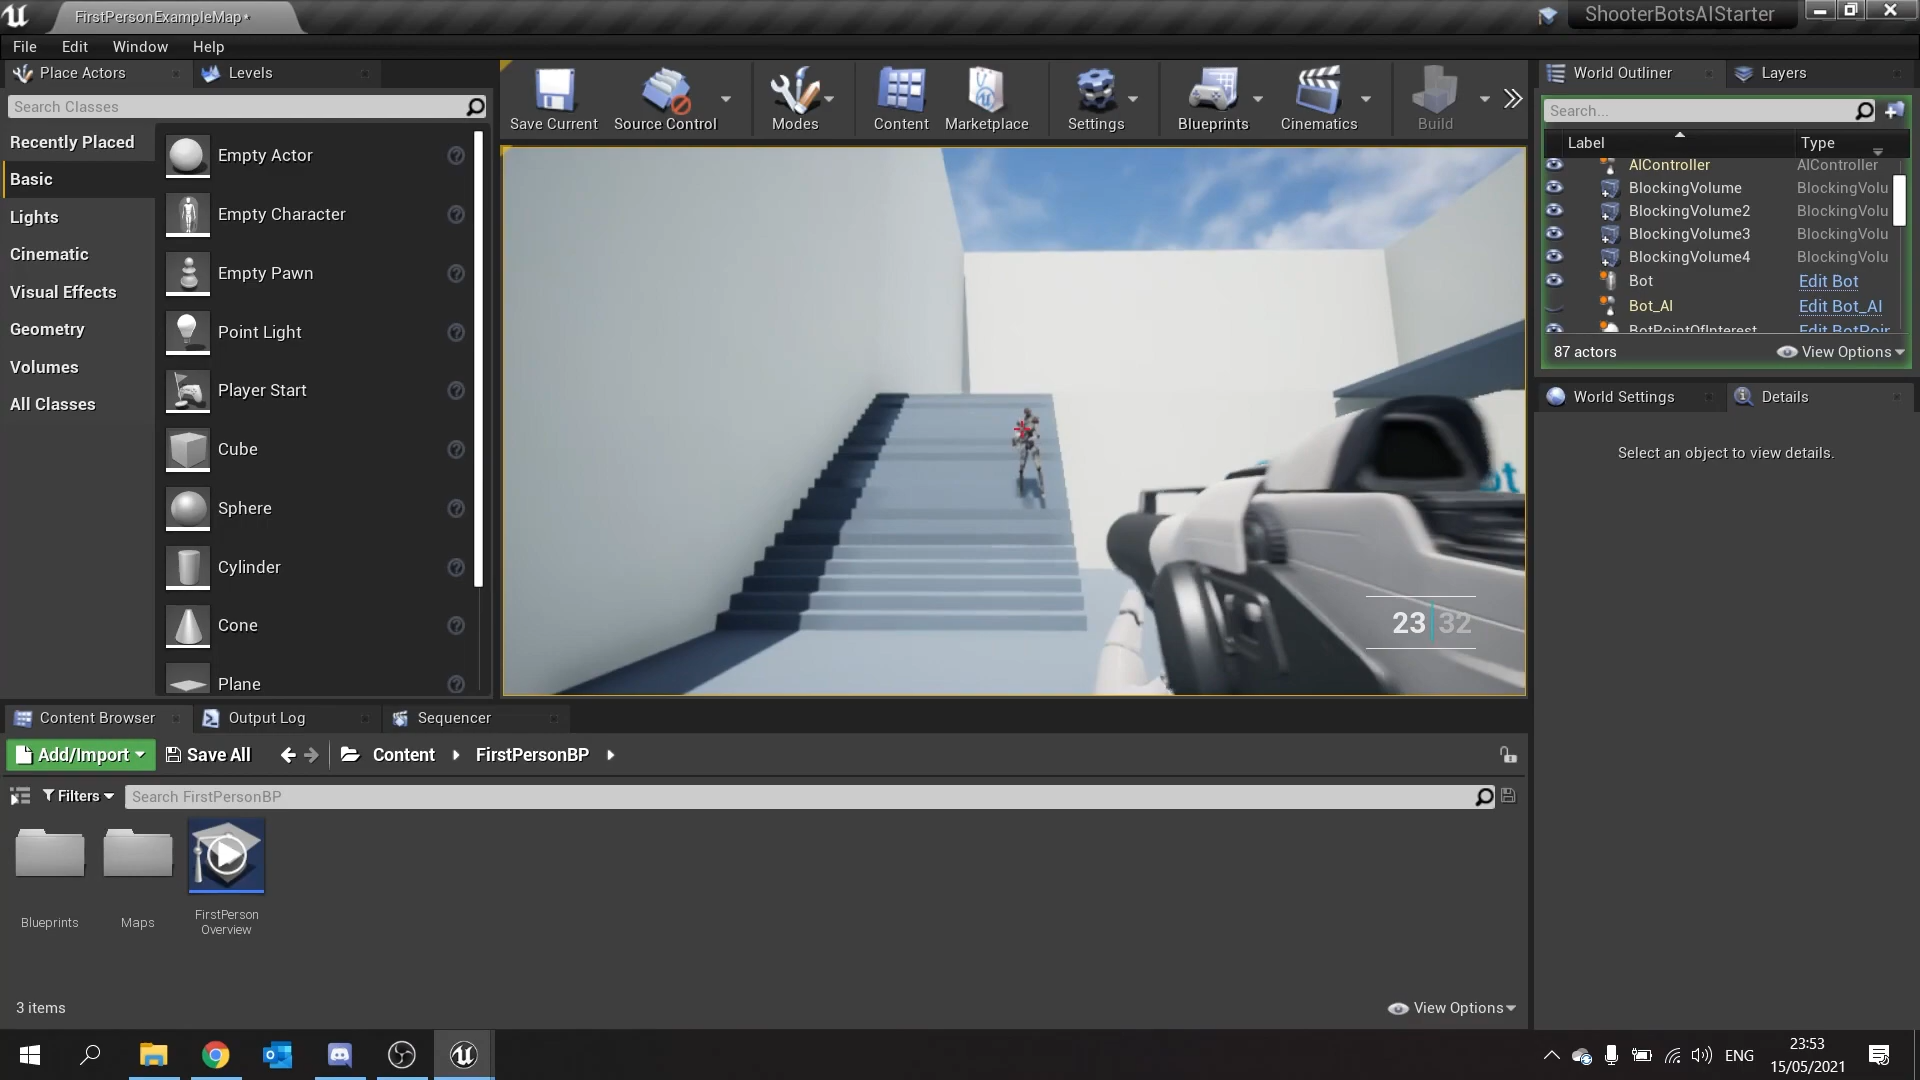 FirstPersonExampleMap*
ShooterBotsAIStarter
File Edit Window Help
Place Actors
Levels
Search Classes
Recently Placed
Basic
Lights
Cinematic
Visual Effects
Geometry
Volumes
All Classes
Empty Actor
Empty Character
Empty Pawn
Point Light
Player Start
Cube
Sphere
Cylinder
Cone
Plane
Save Current
Source Control
Modes
Content
Marketplace
Settings
Blueprints
Cinematics
Build
23 32
World Outliner
Layers
Search...
Label Type
AIController AIController
BlockingVolume BlockingVolu
BlockingVolume2 BlockingVolu
BlockingVolume3 BlockingVolu
BlockingVolume4 BlockingVolu
Bot Edit Bot
Bot_AI Edit Bot_AI
BotPointOfInterest Edit BotPoir
87 actors
View Options
World Settings
Details
Select an object to view details.
Content Browser
Output Log
Sequencer
Add/Import
Save All
Content
FirstPersonBP
Filters
Search FirstPersonBP
Blueprints
Maps
FirstPerson
Overview
3 items
View Options
ENG
23:53
15/05/2021